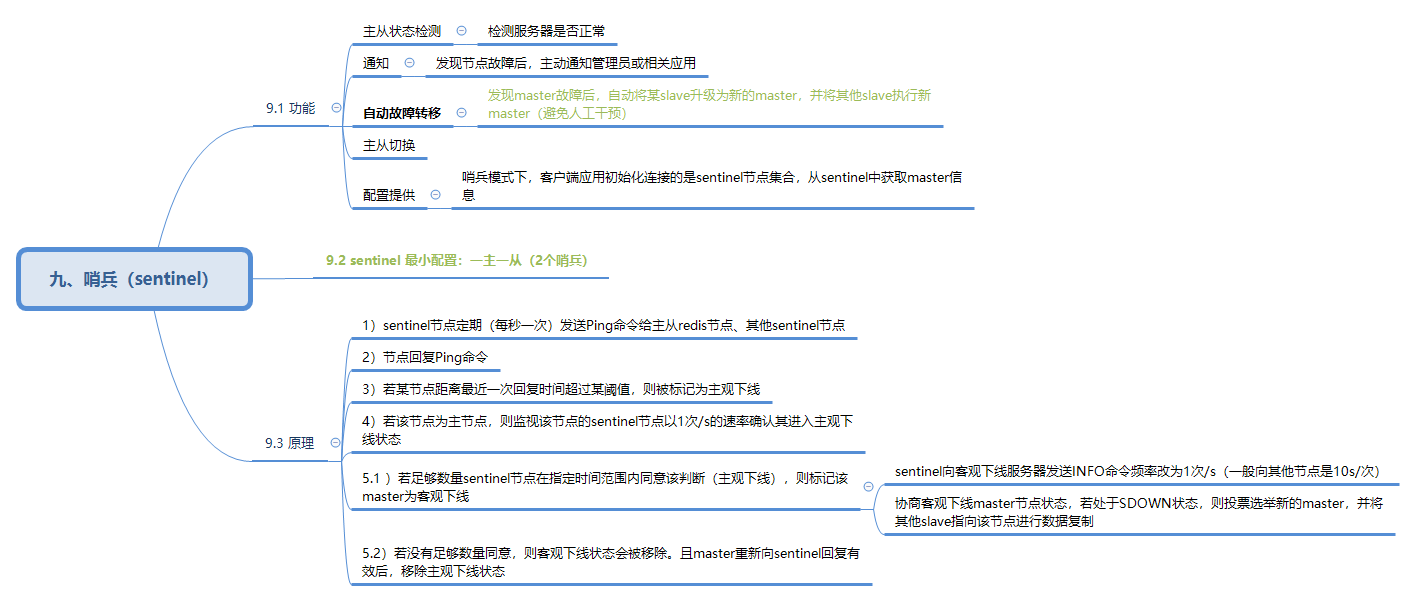 九、哨兵（sentinel）
9.1 功能
主从状态检测
检测服务器是否正常
通知
发现节点故障后，主动通知管理员或相关应用
自动故障转移
发现master故障后，自动将某slave升级为新的master，并将其他slave执行新
master（避免人工干预）
主从切换
配置提供
哨兵模式下，客户端应用初始化连接的是sentinel节点集合，从sentinel中获取master信
息
9.2 sentinel 最小配置：一主一从（2个哨兵）
9.3 原理
1）sentinel节点定期（每秒一次）发送Ping命令给主从redis节点、其他sentinel节点
2）节点回复Ping命令
3）若某节点距离最近一次回复时间超过某阈值，则被标记为主观下线
4）若该节点为主节点，则监视该节点的sentinel节点以1次/s的速率确认其进入主观下
线状态
5.1 ）若足够数量sentinel节点在指定时间范围内同意该判断（主观下线），则标记该
master为客观下线
sentinel向客观下线服务器发送INFO命令频率改为1次/s（一般向其他节点是10s/次）
协商客观下线master节点状态，若处于SDOWN状态，则投票选举新的master，并将
其他slave指向该节点进行数据复制
5.2）若没有足够数量同意，则客观下线状态会被移除。且master重新向sentinel回复有
效后，移除主观下线状态